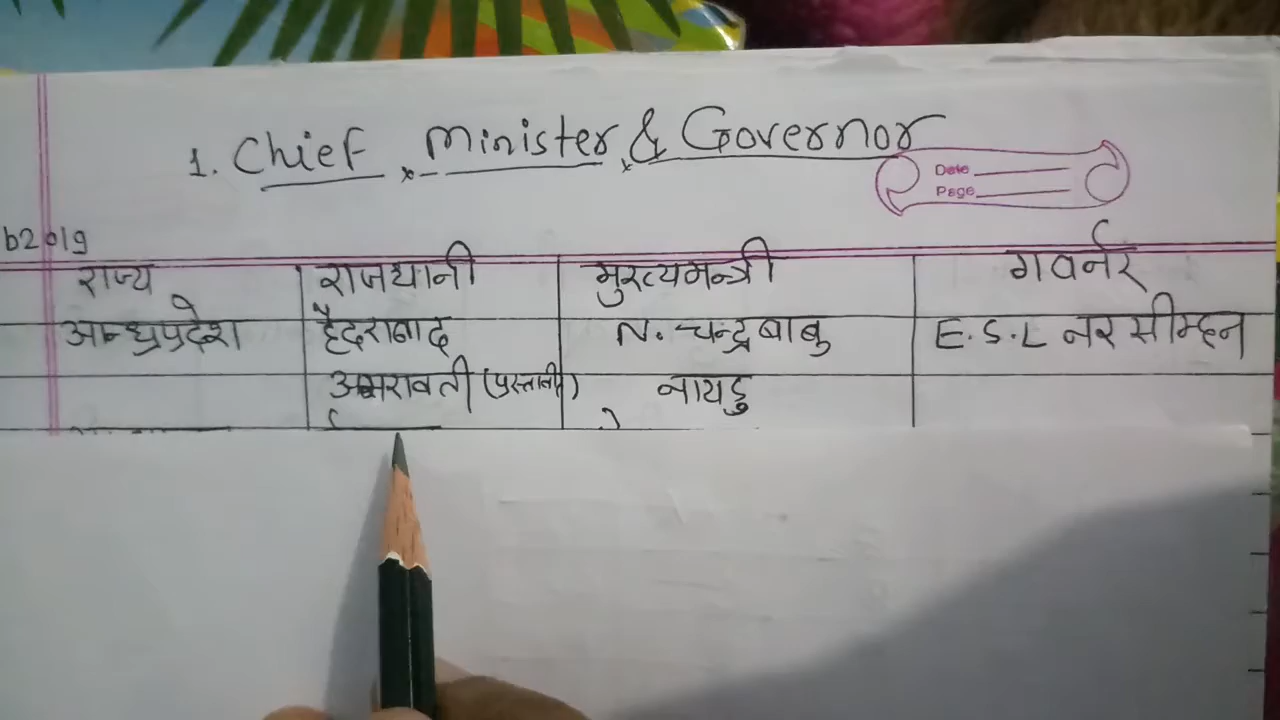 1. Chief Minister & Governor
Date
Page
b2019
राज्य राजधानी मुख्यमन्त्री गवर्नर
आन्ध्रप्रदेश हैदराबाद N. चन्द्रबाबु E.S.L नरसीम्हन
अमरावती (प्रस्तावी) नायडु